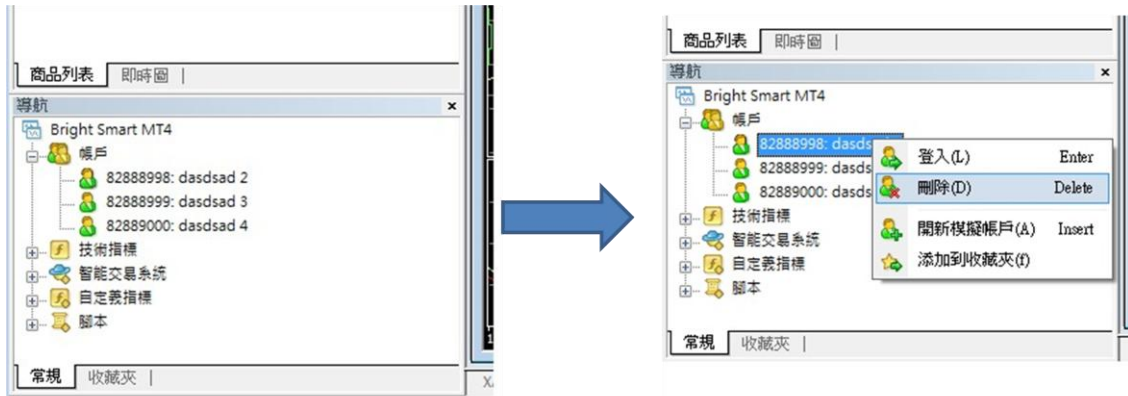 商品列表 即時圖 |
導航 ×
Bright Smart MT4
帳戶
82888998: dasdsad 2
82888999: dasdsad 3
82889000: dasdsad 4
技術指標
智能交易系統
自定義指標
腳本
常規 收藏夾 |
商品列表 即時圖 |
導航 ×
Bright Smart MT4
帳戶
82888998: dasds
82888999: dasds
82889000: dasds
技術指標
智能交易系統
自定義指標
腳本
登入(L) Enter
刪除(D) Delete
開新模擬帳戶(A) Insert
添加到收藏夾(f)
常規 收藏夾 |